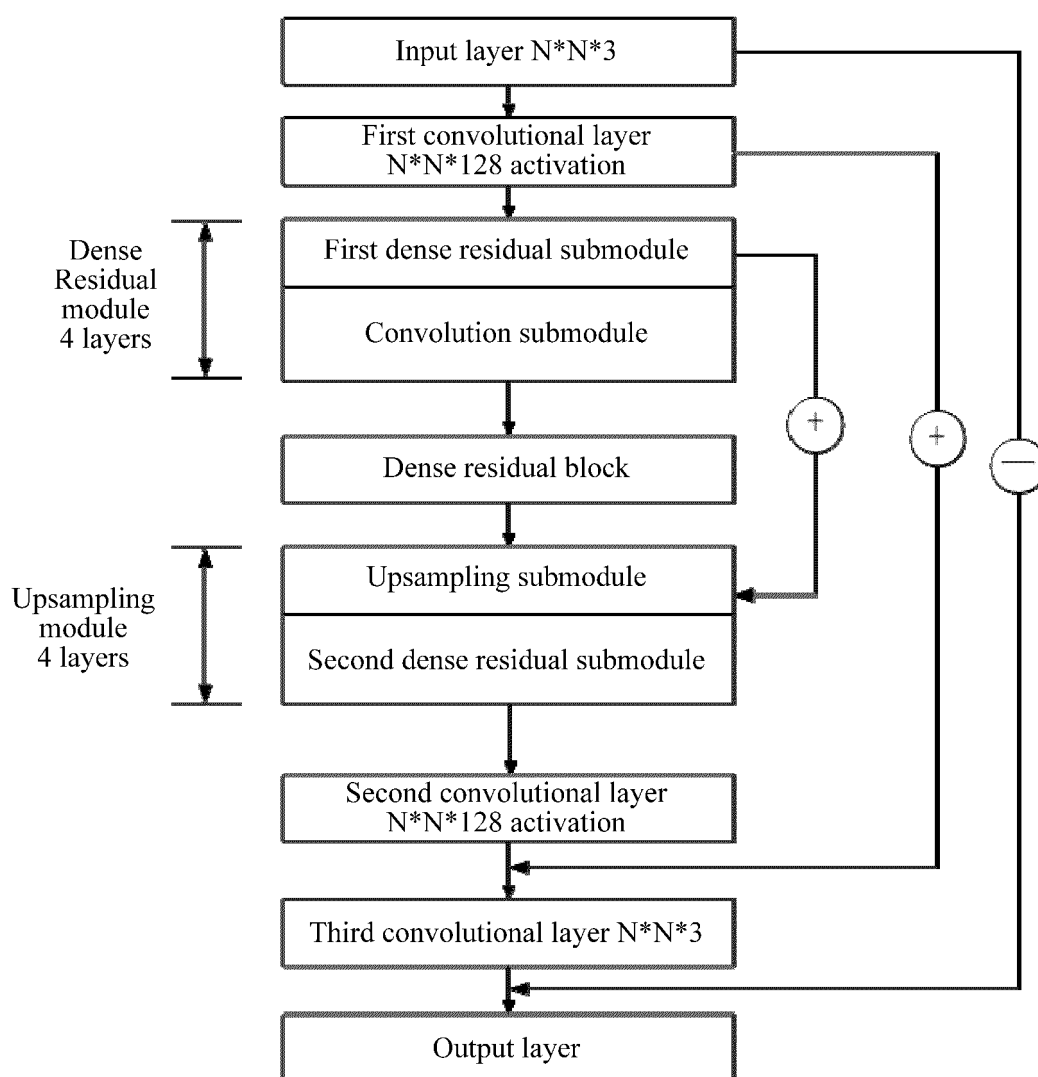 Input layer N*N*3
First convolutional layer
N*N*128 activation
Dense
Residual
module
4 layers
First dense residual submodule
Convolution submodule
+
+
—
Dense residual block
Upsampling
module
4 layers
Upsampling submodule
Second dense residual submodule
Second convolutional layer
N*N*128 activation
Third convolutional layer N*N*3
Output layer